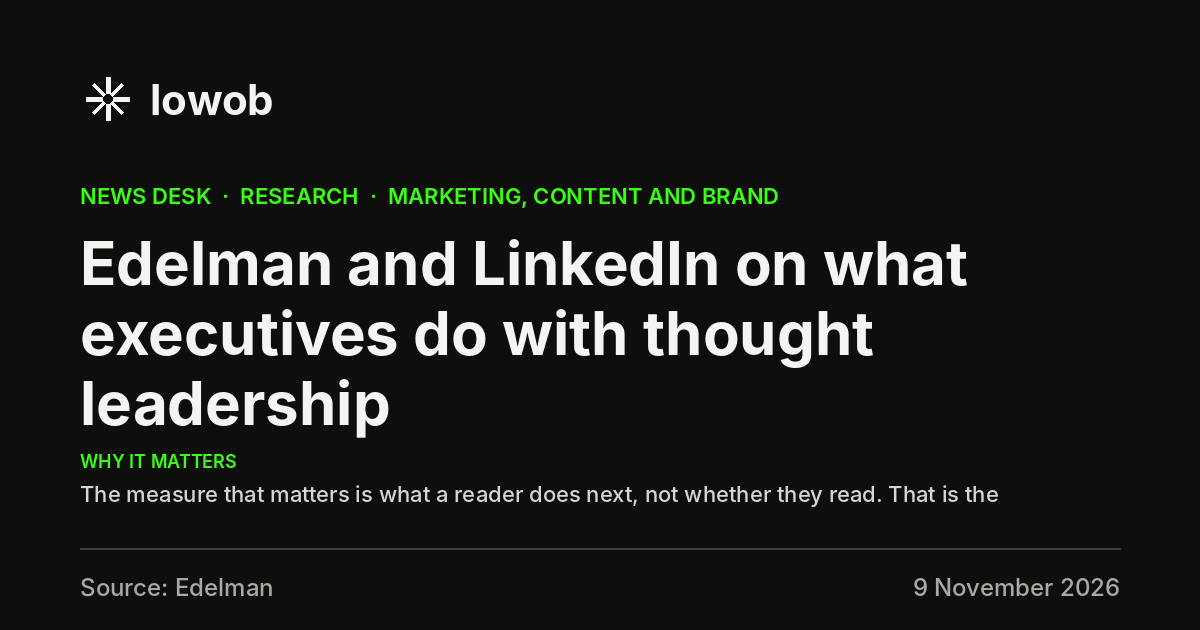 lowob
NEWS DESK · RESEARCH · MARKETING, CONTENT AND BRAND
Edelman and LinkedIn on what
executives do with thought
leadership
WHY IT MATTERS
The measure that matters is what a reader does next, not whether they read. That is the
Source: Edelman
9 November 2026